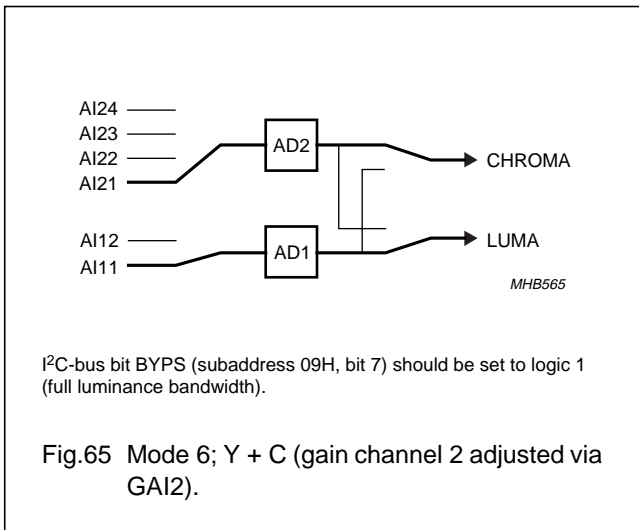 AI24
AI23
AI22
AI21
AD2
CHROMA
AI12
AI11
AD1
LUMA
MHB565
I²C-bus bit BYPS (subaddress 09H, bit 7) should be set to logic 1
(full luminance bandwidth).
Fig.65 Mode 6; Y + C (gain channel 2 adjusted via
GAI2).